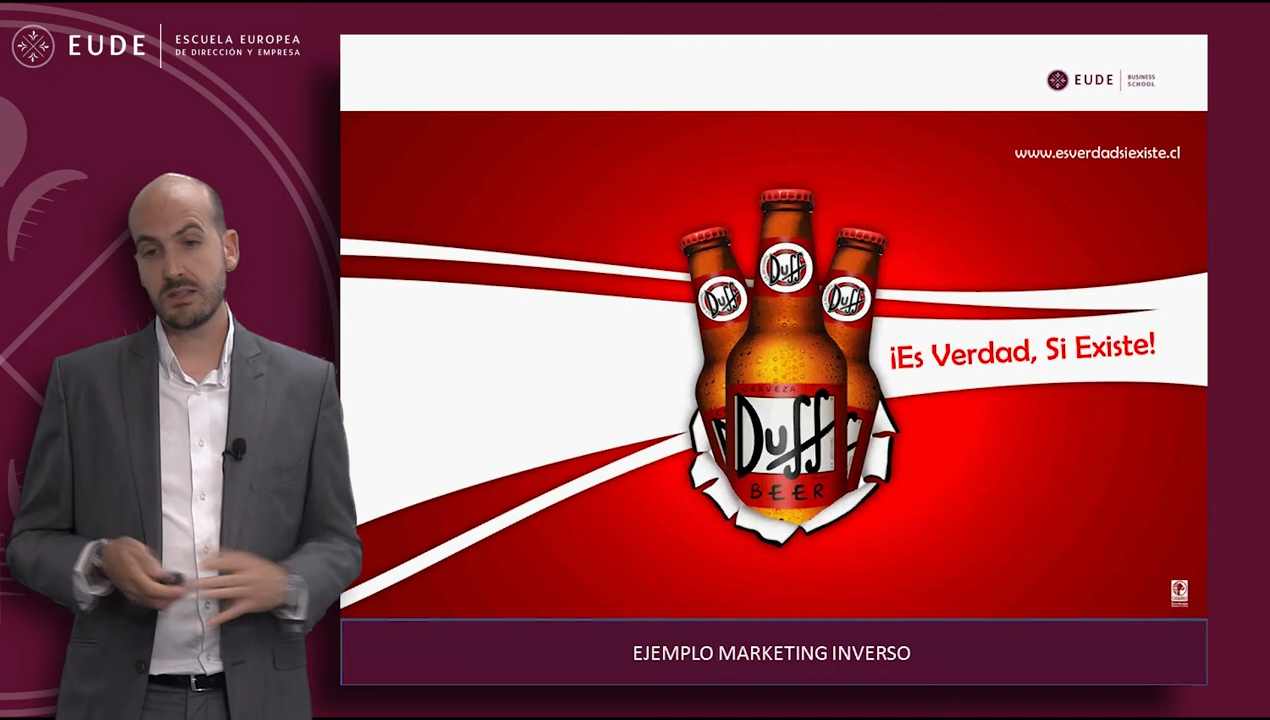 EUDE
ESCUELA EUROPEA
DE DIRECCIÓN Y EMPRESA
EUDE
BUSINESS
SCHOOL
www.esverdadsiexiste.cl
Duff
Duff
Duff
¡Es Verdad, Si Existe!
CERVEZA
Duff
BEER
EJEMPLO MARKETING INVERSO